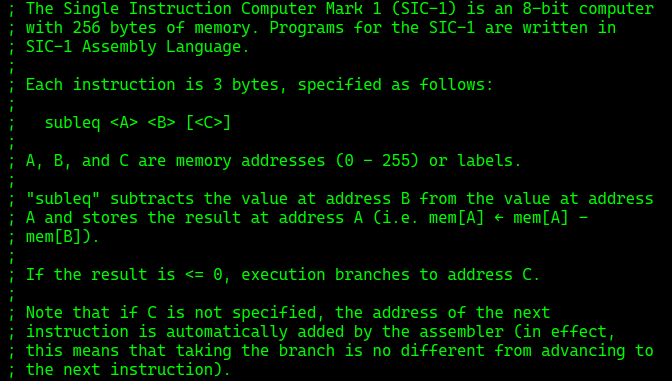 ; The Single Instruction Computer Mark 1 (SIC-1) is an 8-bit computer
; with 256 bytes of memory. Programs for the SIC-1 are written in
; SIC-1 Assembly Language.
;
; Each instruction is 3 bytes, specified as follows:
;
;   subleq <A> <B> [<C>]
;
; A, B, and C are memory addresses (0 - 255) or labels.
;
; "subleq" subtracts the value at address B from the value at address
; A and stores the result at address A (i.e. mem[A] ← mem[A] -
; mem[B]).
;
; If the result is <= 0, execution branches to address C.
;
; Note that if C is not specified, the address of the next
; instruction is automatically added by the assembler (in effect,
; this means that taking the branch is no different from advancing to
; the next instruction).